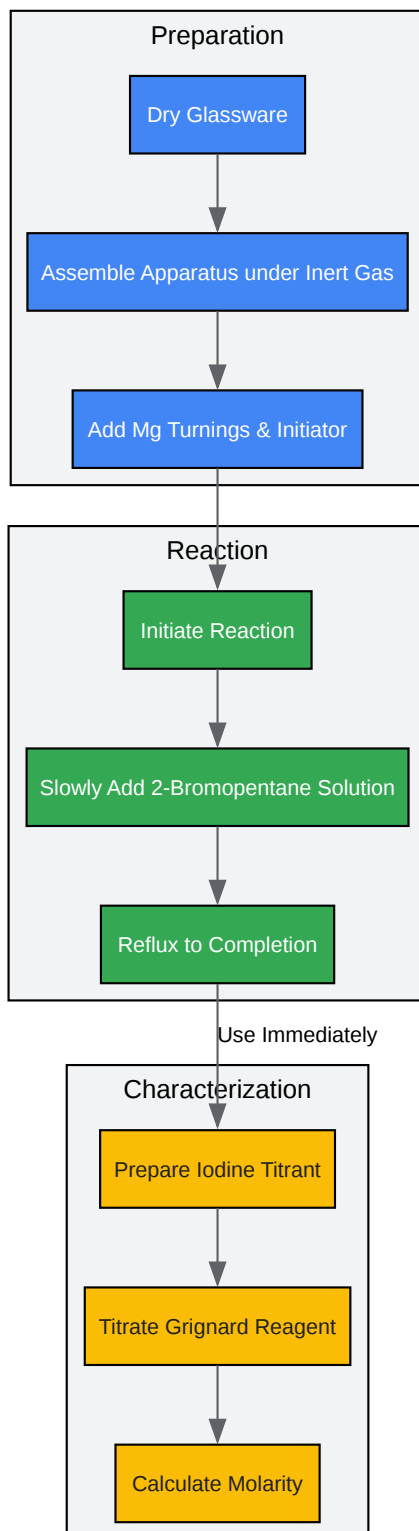 Preparation
Dry Glassware
Assemble Apparatus under Inert Gas
Add Mg Turnings & Initiator
Reaction
Initiate Reaction
Slowly Add 2-Bromopentane Solution
Reflux to Completion
Use Immediately
Characterization
Prepare Iodine Titrant
Titrate Grignard Reagent
Calculate Molarity